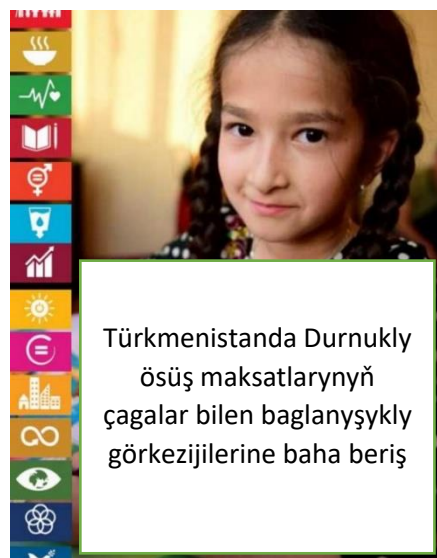 Türkmenistanda Durnukly
ösüş maksatlarynyň
çagalar bilen baglanyşykly
görkezijilerine baha beriş